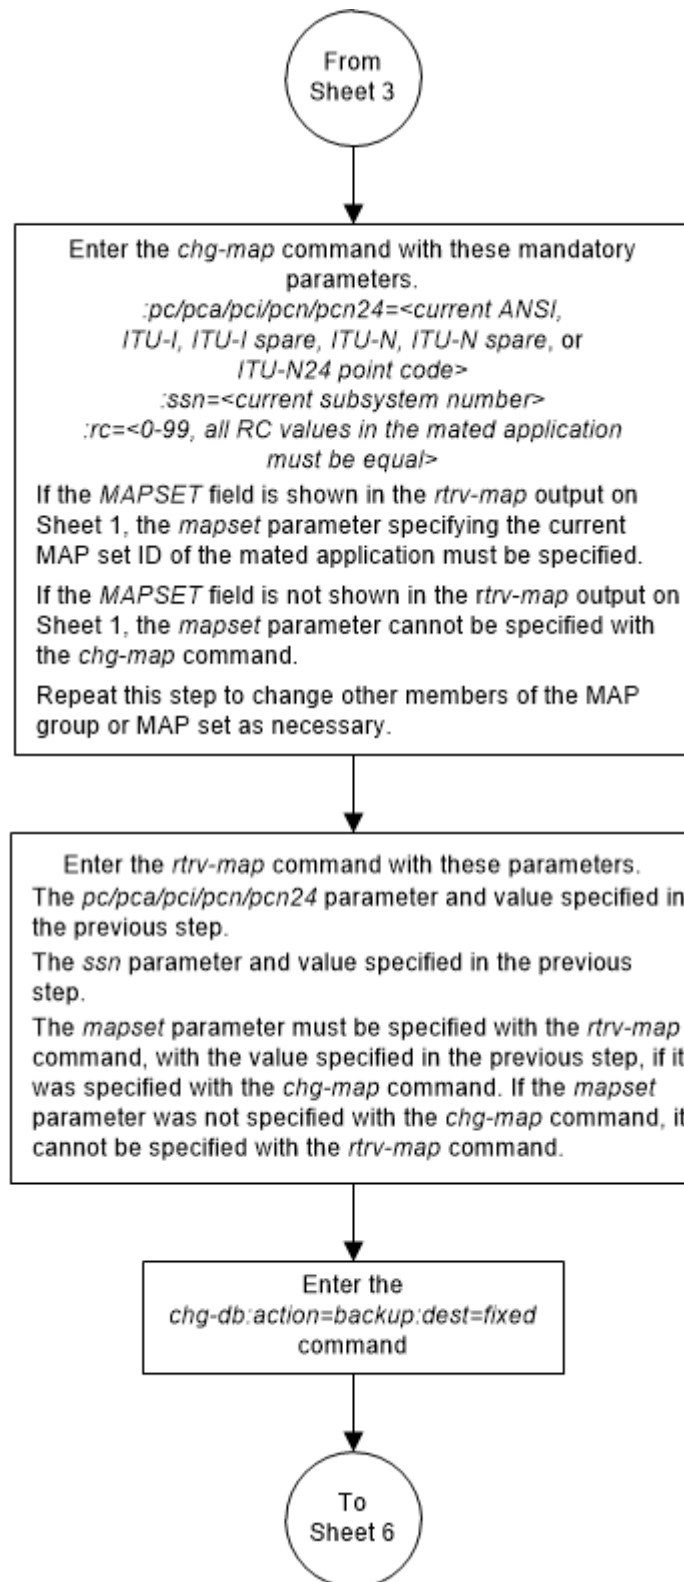 From
Sheet 3
Enter the chg-map command with these mandatory
parameters.
:pc/pca/pci/pcn/pcn24=<current ANSI,
ITU-I, ITU-I spare, ITU-N, ITU-N spare, or
ITU-N24 point code>
:ssn=<current subsystem number>
:rc=<0-99, all RC values in the mated application
must be equal>
If the MAPSET field is shown in the rtrv-map output on
Sheet 1, the mapset parameter specifying the current
MAP set ID of the mated application must be specified.
If the MAPSET field is not shown in the rtrv-map output on
Sheet 1, the mapset parameter cannot be specified with
the chg-map command.
Repeat this step to change other members of the MAP
group or MAP set as necessary.
Enter the rtrv-map command with these parameters.
The pc/pca/pci/pcn/pcn24 parameter and value specified in
the previous step.
The ssn parameter and value specified in the previous
step.
The mapset parameter must be specified with the rtrv-map
command, with the value specified in the previous step, if it
was specified with the chg-map command. If the mapset
parameter was not specified with the chg-map command, it
cannot be specified with the rtrv-map command.
Enter the
chg-db:action=backup:dest=fixed
command
To
Sheet 6